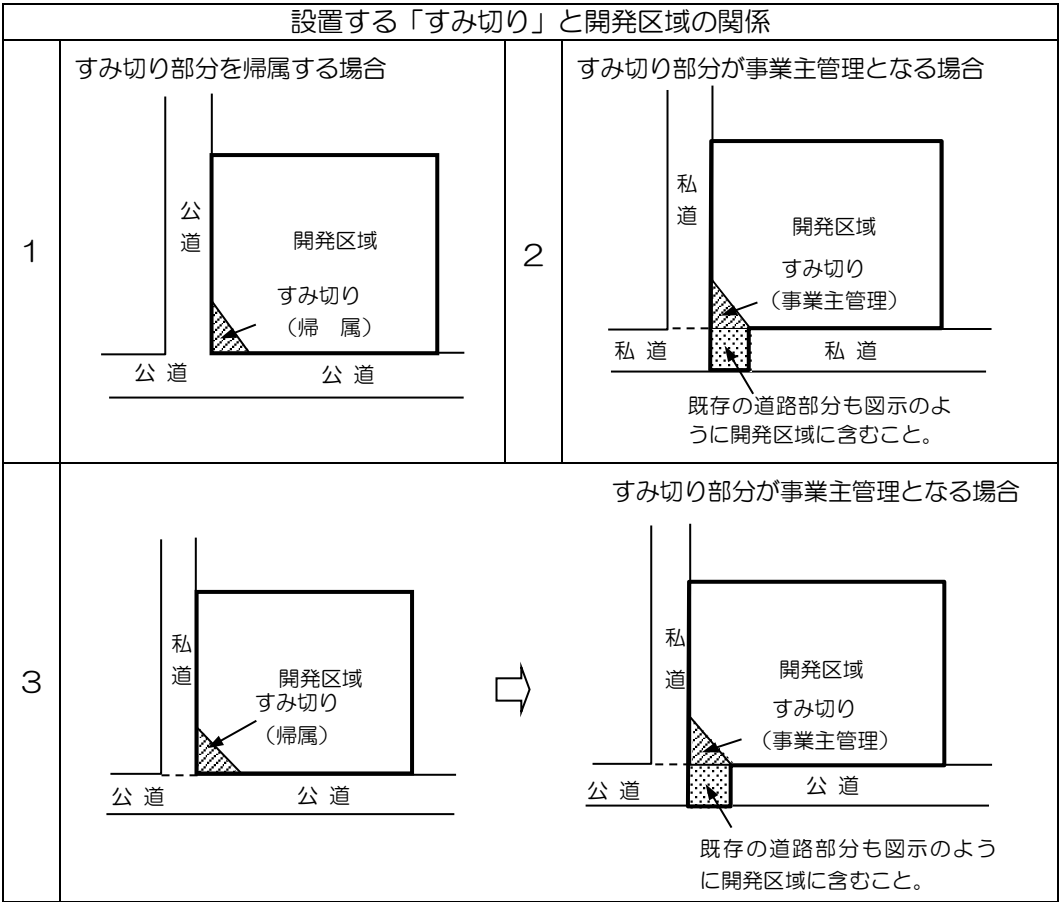 設置する「すみ切り」と開発区域の関係
1
すみ切り部分を帰属する場合
公
道
開発区域
すみ切り
（帰　属）
公 道
公 道
2
すみ切り部分が事業主管理となる場合
私
道
開発区域
すみ切り
（事業主管理）
私 道
私 道
既存の道路部分も図示のよ
うに開発区域に含むこと。
3
私
道
開発区域
すみ切り
（帰属）
公 道
公 道
すみ切り部分が事業主管理となる場合
私
道
開発区域
すみ切り
（事業主管理）
公 道
公 道
既存の道路部分も図示のよう
に開発区域に含むこと。